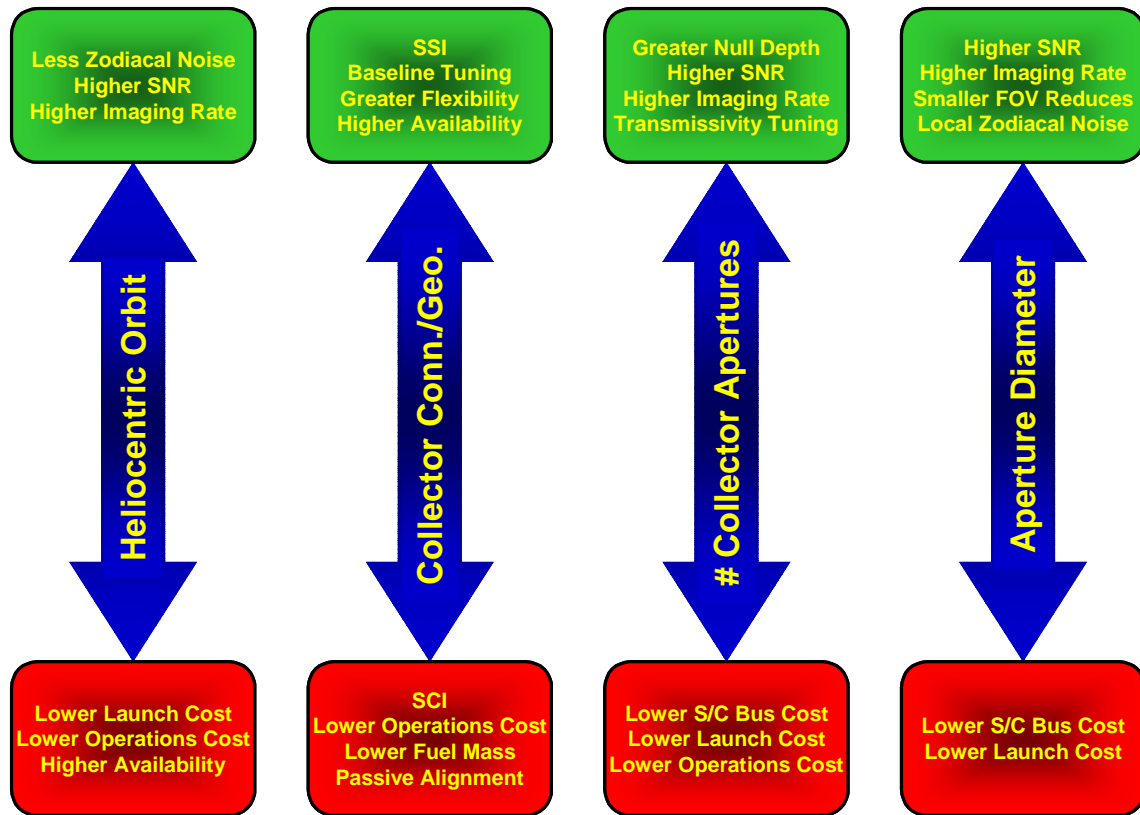 Less Zodiacal Noise
Higher SNR
Higher Imaging Rate
SSI
Baseline Tuning
Greater Flexibility
Higher Availability
Greater Null Depth
Higher SNR
Higher Imaging Rate
Transmissivity Tuning
Higher SNR
Higher Imaging Rate
Smaller FOV Reduces
Local Zodiacal Noise
Heliocentric Orbit
Collector Conn./Geo.
# Collector Apertures
Aperture Diameter
Lower Launch Cost
Lower Operations Cost
Higher Availability
SCI
Lower Operations Cost
Lower Fuel Mass
Passive Alignment
Lower S/C Bus Cost
Lower Launch Cost
Lower Operations Cost
Lower S/C Bus Cost
Lower Launch Cost